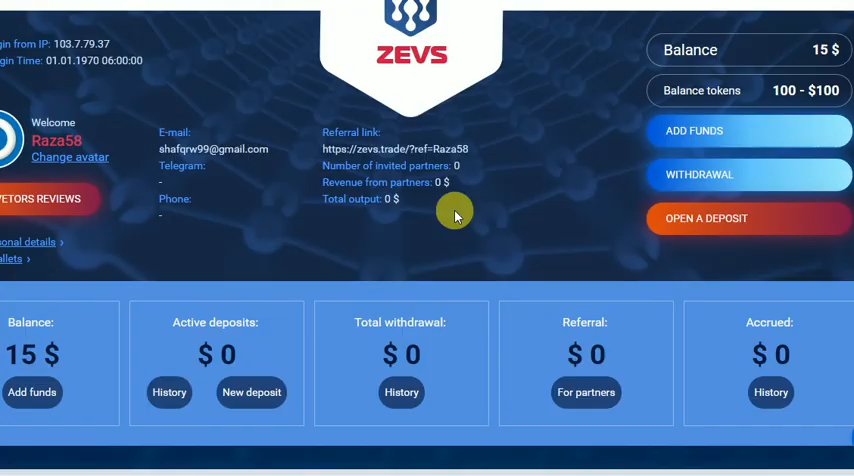 ZEVS
gin from IP: 103.7.79.37
gin Time: 01.01.1970 06:00:00
Welcome
Raza58
Change avatar
VETORS REVIEWS
sonal details ›
allets ›
E-mail:
shafqrw99@gmail.com
Telegram:
-
Phone:
-
Referral link:
https://zevs.trade/?ref=Raza58
Number of invited partners: 0
Revenue from partners: 0 $
Total output: 0 $
Balance 15 $
Balance tokens 100 - $100
ADD FUNDS
WITHDRAWAL
OPEN A DEPOSIT
Balance:
15 $
Add funds
Active deposits:
$ 0
History New deposit
Total withdrawal:
$ 0
History
Referral:
$ 0
For partners
Accrued:
$ 0
History